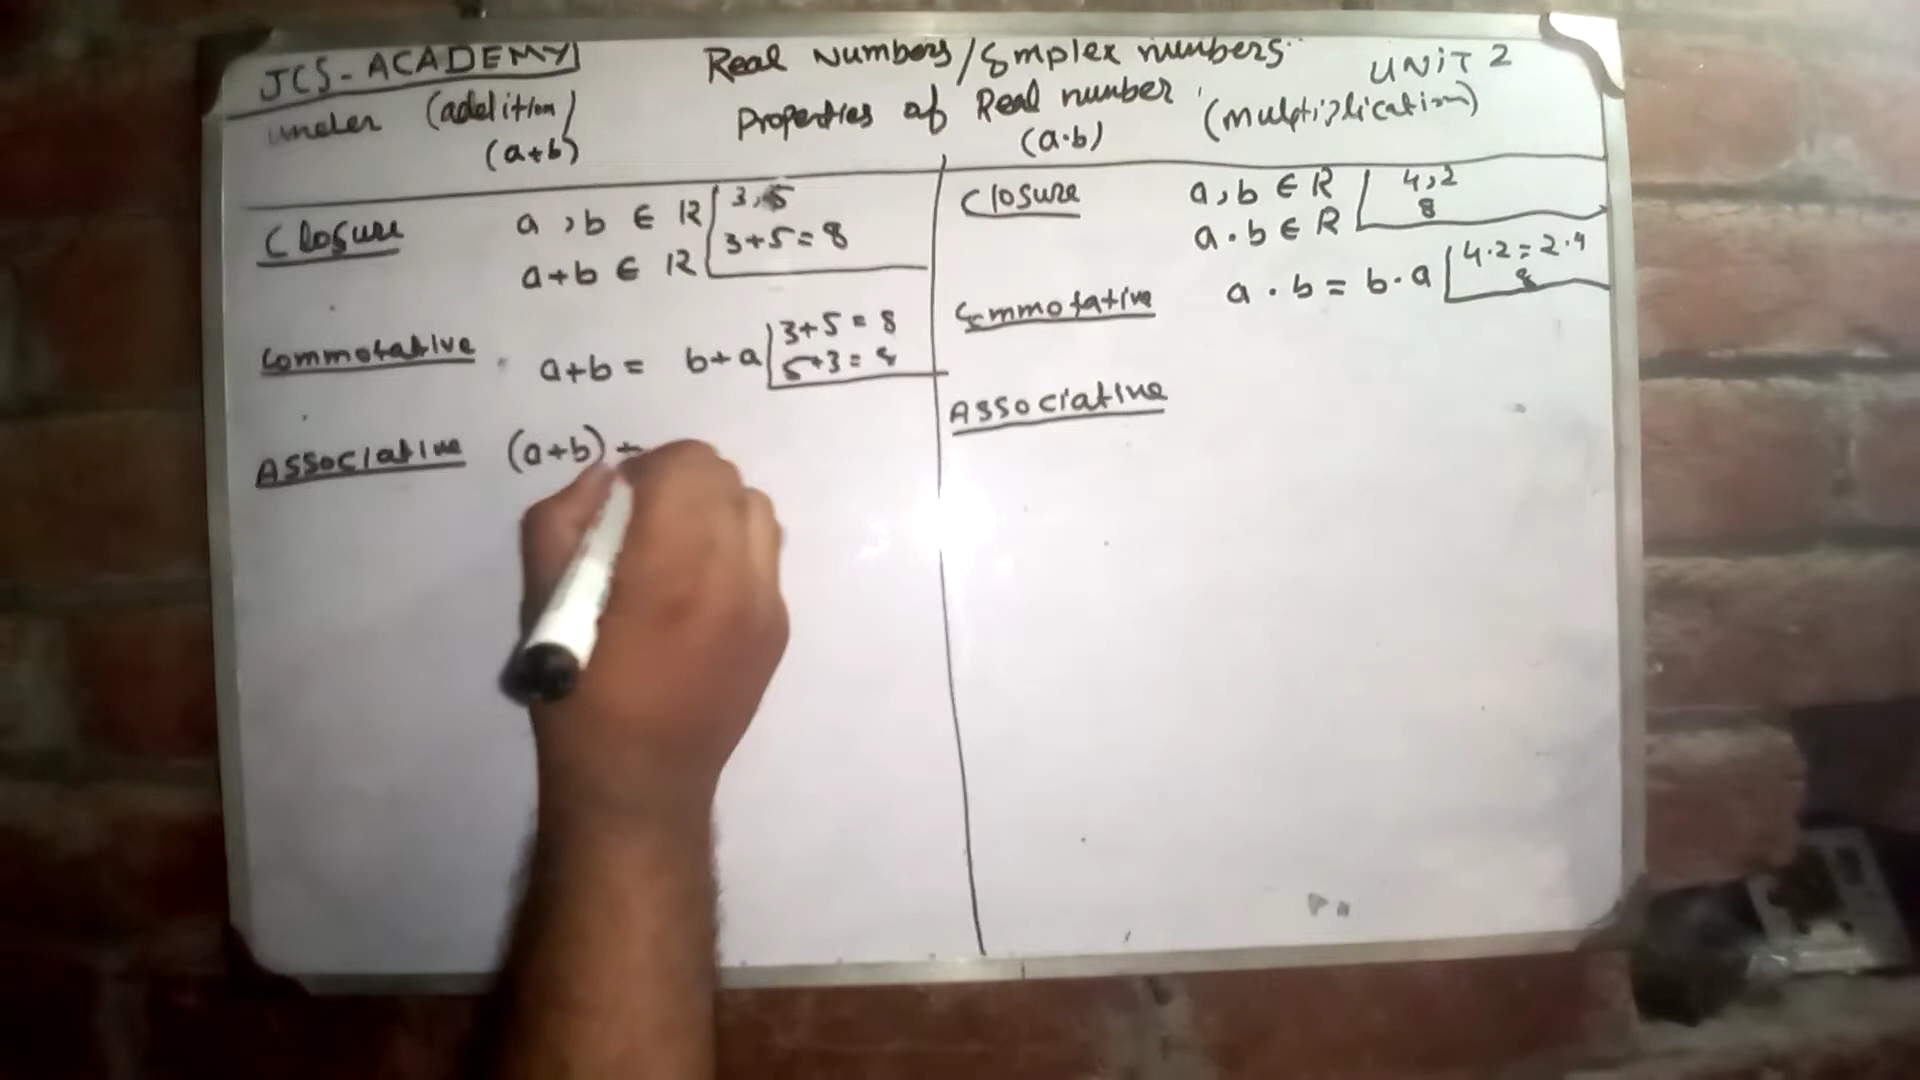 JCS-ACADEMY
Real Numbers/Complex numbers
UNiT 2
under (addition)
(a+b)
Properties of Real number
(a.b)
(multiplication)
Closure
a , b ∈ R
3, 5
a+b ∈ R
3+5=8
Commotative
a+b = b+a
3+5 = 8
5+3 = 8
Associative
(a+b) +
Closure
a, b ∈ R
4,2
8
a.b ∈ R
Commotative
a . b = b.a
4.2=2.4
8
Associative